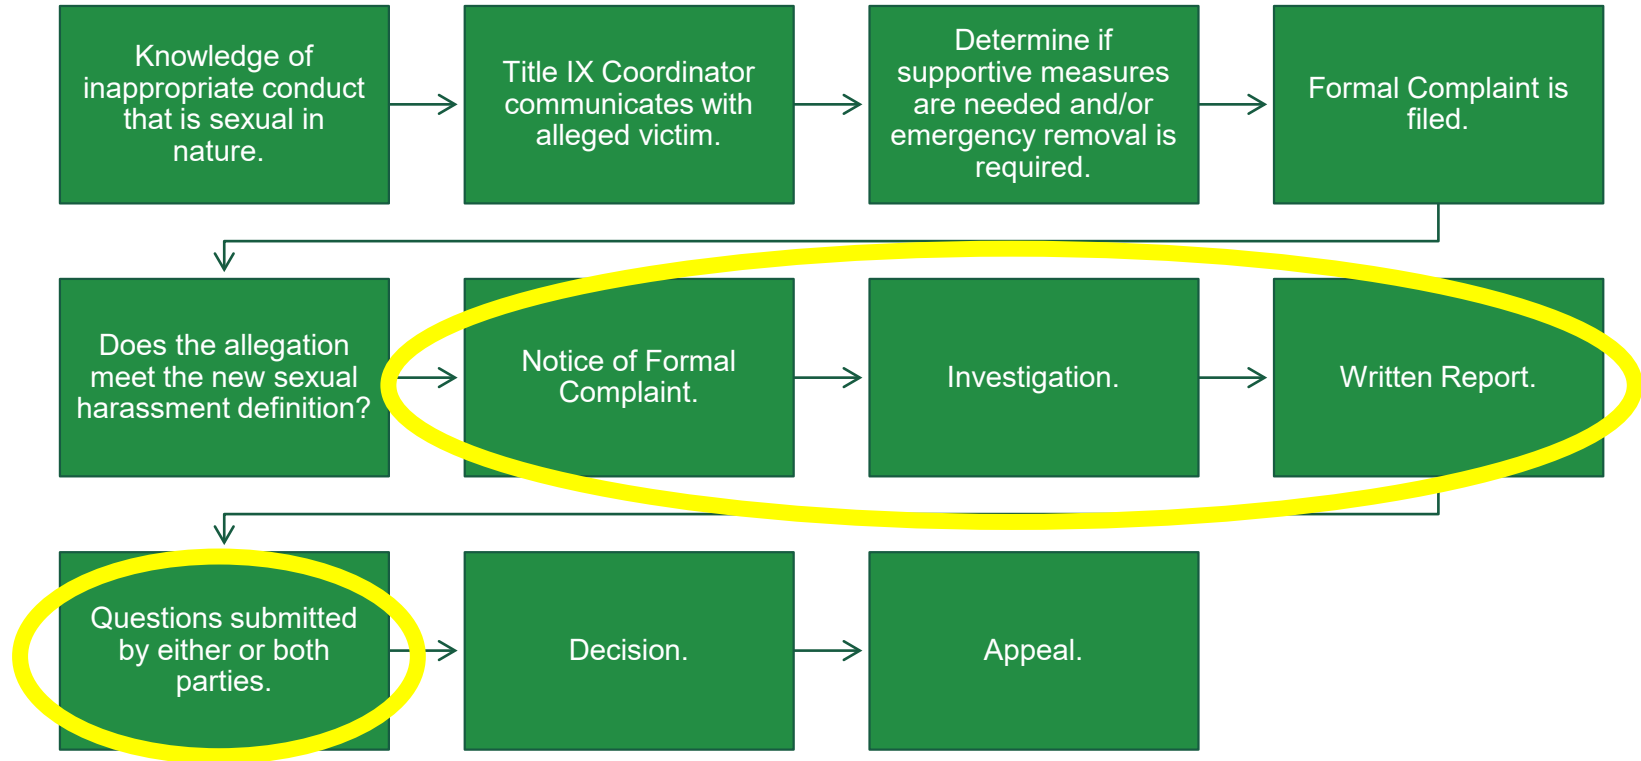 Knowledge of
inappropriate conduct
that is sexual in
nature.
Title IX Coordinator
communicates with
alleged victim.
Determine if
supportive measures
are needed and/or
emergency removal is
required.
Formal Complaint is
filed.
Does the allegation
meet the new sexual
harassment definition?
Notice of Formal
Complaint.
Investigation.
Written Report.
Questions submitted
by either or both
parties.
Decision.
Appeal.